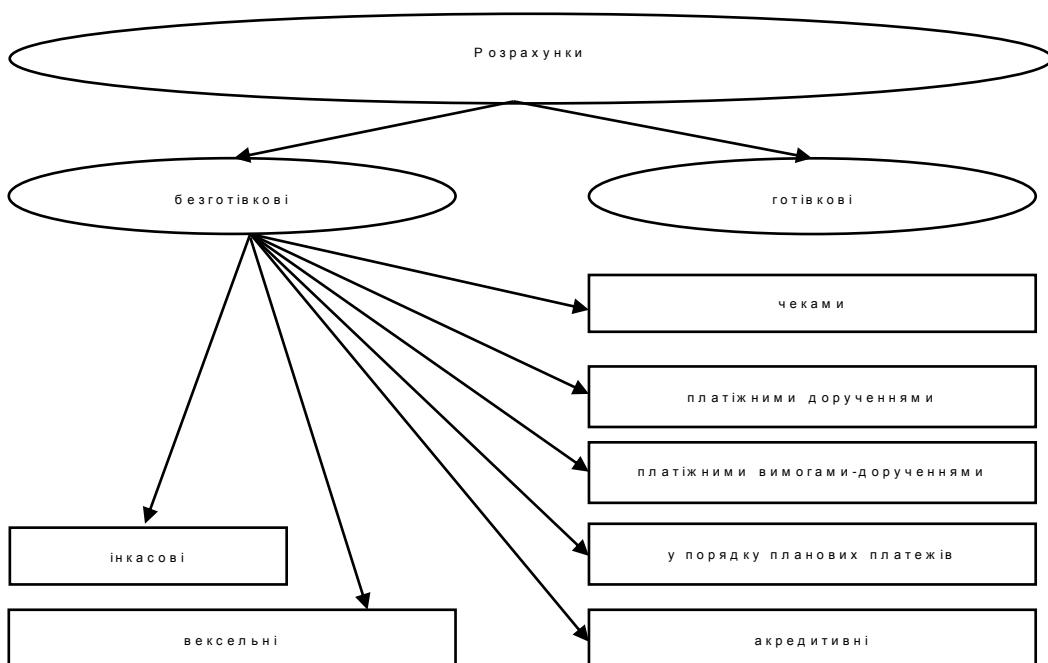 Розрахунки
безготівкові
готівкові
чеками
платіжними дорученнями
платіжними вимогами-дорученнями
інкасові
у порядку планових платежів
вексельні
акредитивні